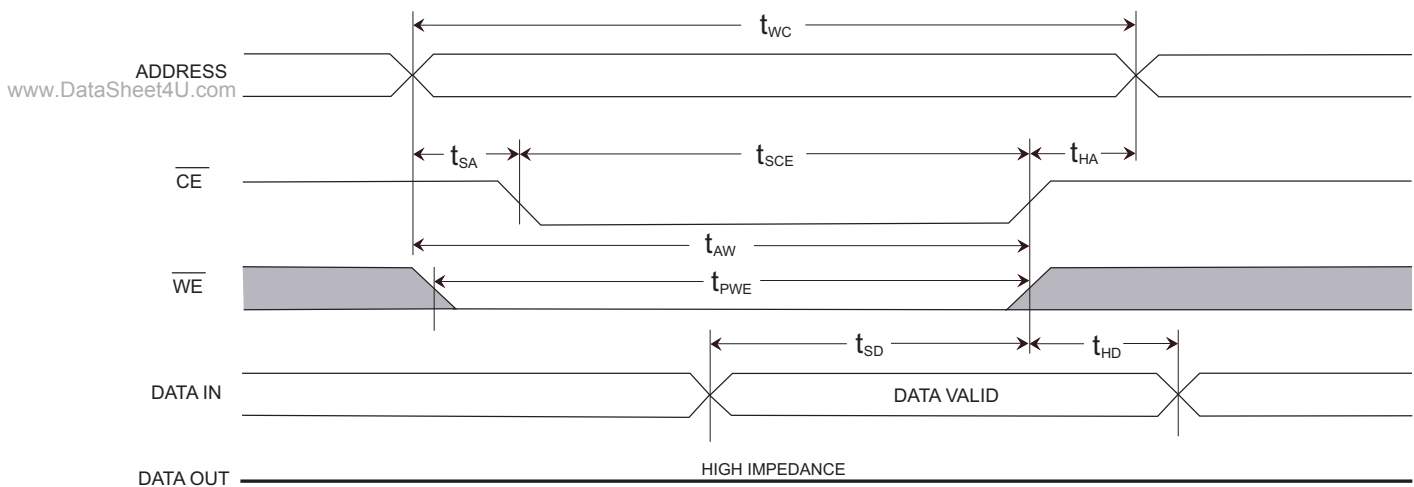 tWC
ADDRESS
www.DataSheet4U.com
tSA
tSCE
tHA
CE
tAW
WE
tPWE
tSD
tHD
DATA IN
DATA VALID
DATA OUT
HIGH IMPEDANCE